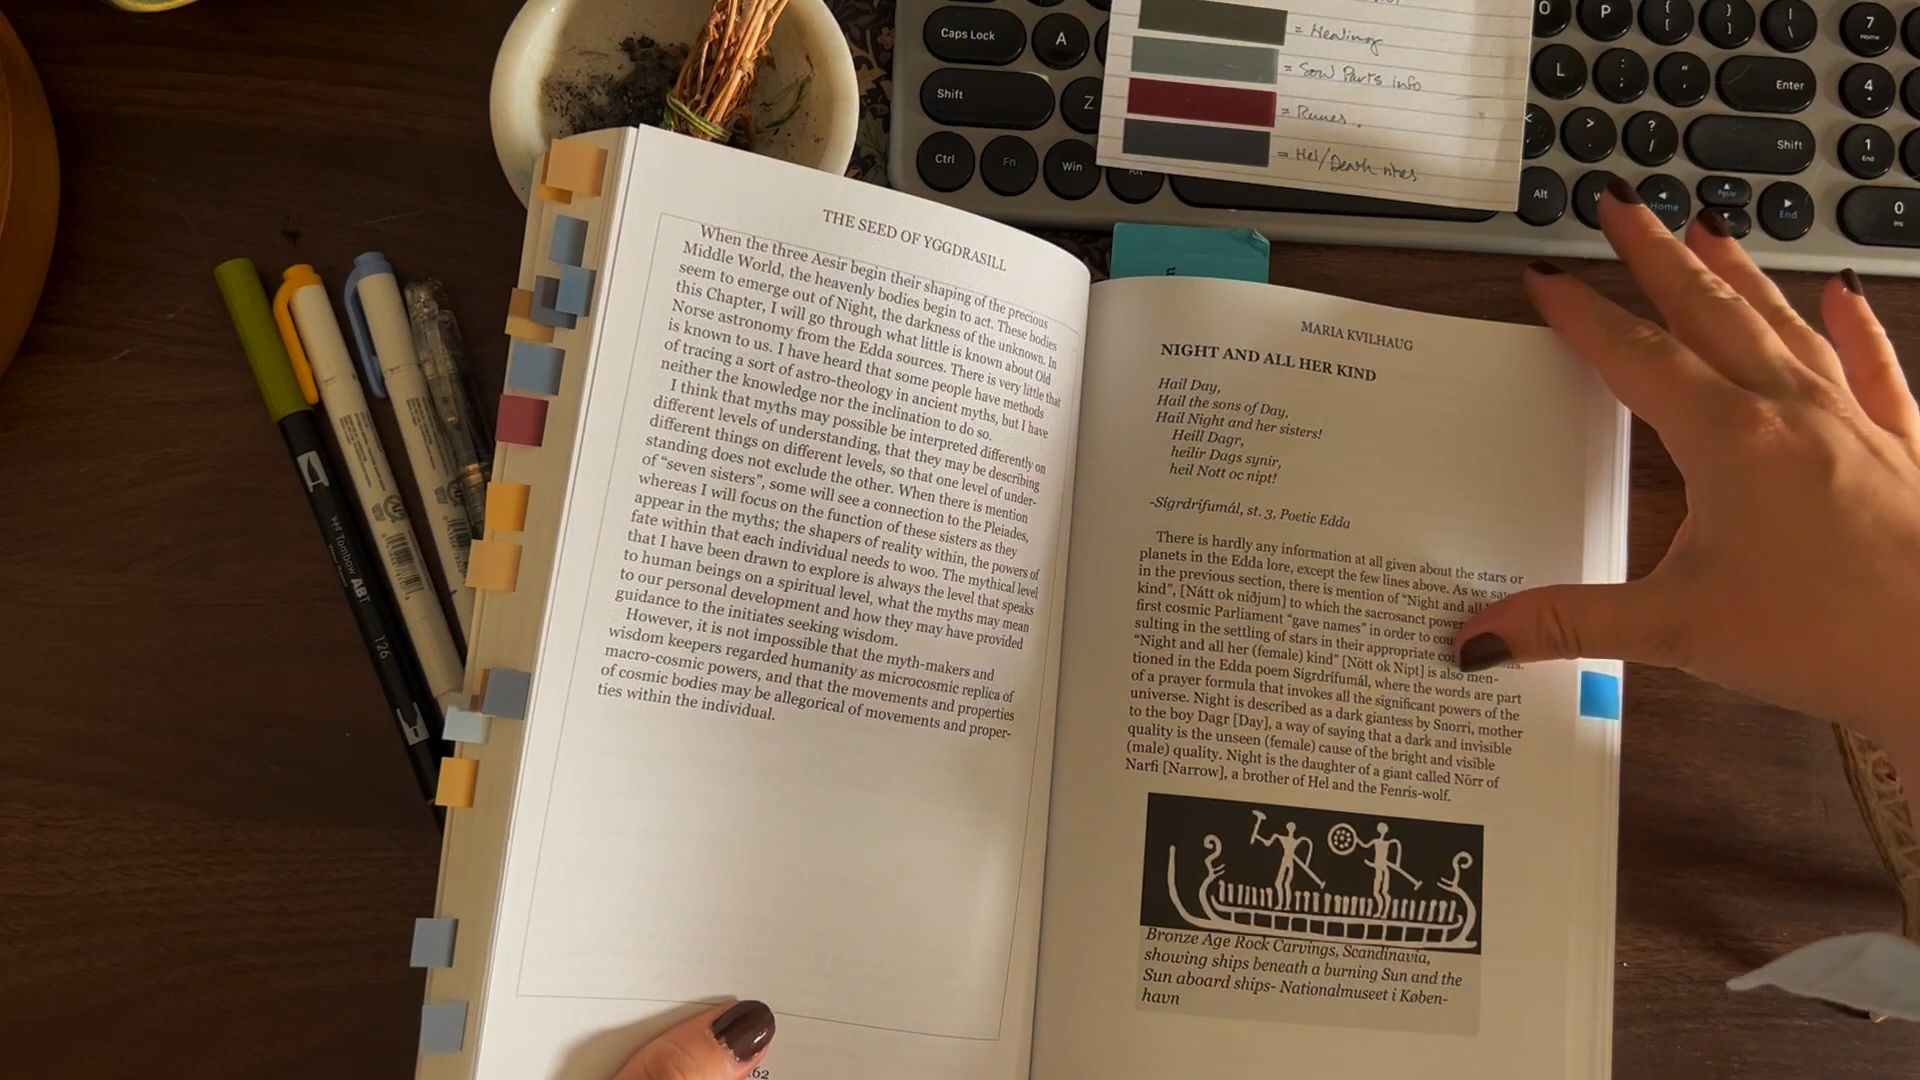 THE SEED OF YGGDRASILL
When the three Aesir begin their shaping of the precious
Middle World, the heavenly bodies begin to act. These bodies
seem to emerge out of Night, the darkness of the unknown. In
this Chapter, I will go through what little is known about Old
Norse astronomy from the Edda sources. There is very little that
is known to us. I have heard that some people have methods
of tracing a sort of astro-theology in ancient myths, but I have
neither the knowledge nor the inclination to do so.
I think that myths may possible be interpreted differently on
different levels of understanding, that they may be describing
different things on different levels, so that one level of under-
standing does not exclude the other. When there is mention
of “seven sisters”, some will see a connection to the Pleiades,
whereas I will focus on the function of these sisters as they
appear in the myths; the shapers of reality within, the powers of
fate within that each individual needs to woo. The mythical level
that I have been drawn to explore is always the level that speaks
to human beings on a spiritual level, what the myths may mean
to our personal development and how they may have provided
guidance to the initiates seeking wisdom.
However, it is not impossible that the myth-makers and
wisdom keepers regarded humanity as microcosmic replica of
macro-cosmic powers, and that the movements and properties
of cosmic bodies may be allegorical of movements and proper-
ties within the individual.
62
MARIA KVILHAUG
NIGHT AND ALL HER KIND
Hail Day,
Hail the sons of Day,
Hail Night and her sisters!
Heill Dagr,
heilir Dags synir,
heil Nott oc nipt!
-Sigrdrífumál, st. 3, Poetic Edda
There is hardly any information at all given about the stars or
planets in the Edda lore, except the few lines above. As we saw
in the previous section, there is mention of “Night and all
kind”, [Nátt ok niðjum] to which the sacrosanct power
first cosmic Parliament “gave names” in order to
sulting in the settling of stars in their appropriate
“Night and all her (female) kind” [Nött ok Nipt] is also men-
tioned in the Edda poem Sigrdrífumál, where the words are part
of a prayer formula that invokes all the significant powers of the
universe. Night is described as a dark giantess by Snorri, mother
to the boy Dagr [Day], a way of saying that a dark and invisible
quality is the unseen (female) cause of the bright and visible
(male) quality. Night is the daughter of a giant called Nörr of
Narfi [Narrow], a brother of Hel and the Fenris-wolf.
Bronze Age Rock Carvings, Scandinavia,
showing ships beneath a burning Sun and the
Sun aboard ships- Nationalmuseet i Køben-
havn
= Healing
= Soul Parts info
= Runes.
= Hel/Death rites
Tombow ABT
126
Caps Lock
A
Shift
Z
Ctrl
Fn
Win
Alt
O
P
{ [
} ]
| \
7 Home
L
: ;
" '
Enter
4
<
>
? /
Shift
1 End
Alt
Home
PgUp
End
0 Ins